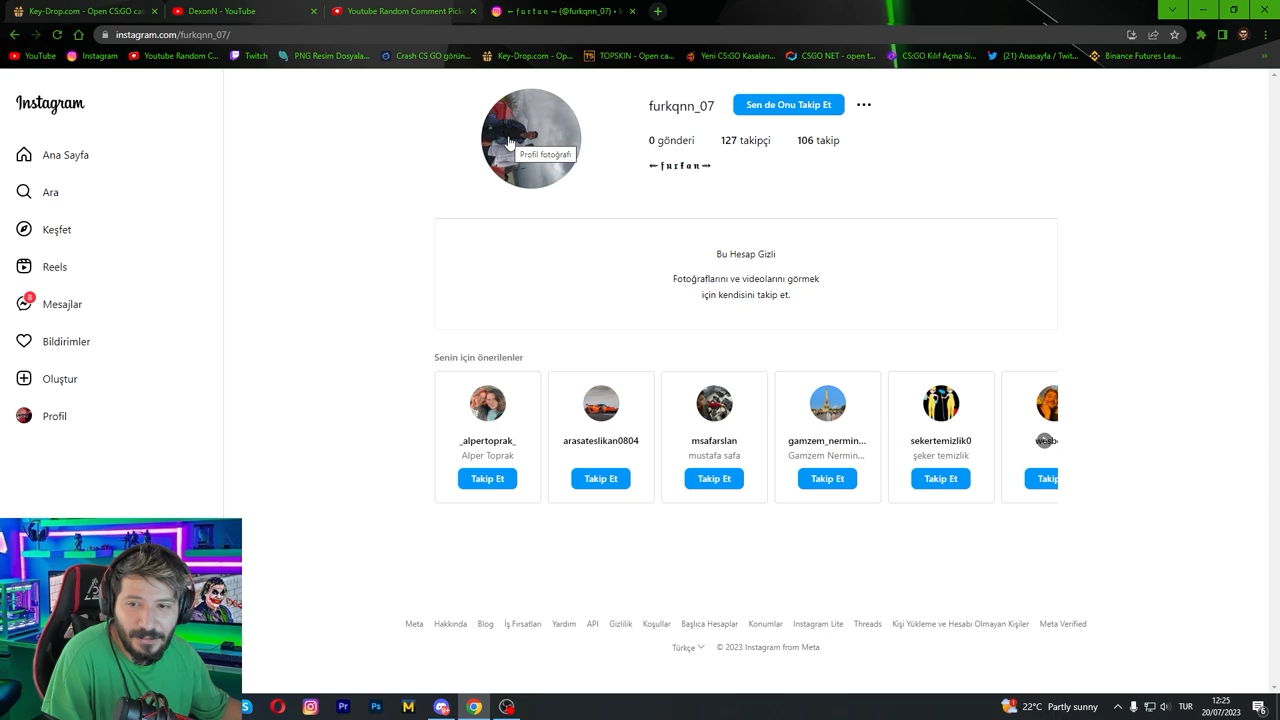 Key-Drop.com - Open CS:GO cas
DexonN - YouTube
Youtube Random Comment Picke
⤛ 𝖋 𝖚 𝖗 𝖐 𝖆 𝖓 ⤜ (@furkqnn_07) • I
instagram.com/furkqnn_07/
YouTube
Instagram
Youtube Random C...
Twitch
PNG Resim Dosyala...
Crash CS GO görün...
Key-Drop.com - Op...
TOPSKIN - Open ca...
Yeni CS:GO Kasaları...
CSGO NET - open t...
CS:GO Kılıf Açma Si...
(21) Anasayfa / Twit...
Binance Futures Lea...
Instagram
Ana Sayfa
Ara
Keşfet
Reels
8
Mesajlar
Bildirimler
Oluştur
Profil
furkqnn_07
Sen de Onu Takip Et
0 gönderi 127 takipçi 106 takip
⤛ 𝖋 𝖚 𝖗 𝖐 𝖆 𝖓 ⤜
Profil fotoğrafı
Bu Hesap Gizli
Fotoğraflarını ve videolarını görmek
için kendisini takip et.
Senin için önerilenler
_alpertoprak_
Alper Toprak
Takip Et
arasateslikan0804
Takip Et
msafarslan
mustafa safa
Takip Et
gamzem_nermin...
Gamzem Nermin...
Takip Et
sekertemizlik0
şeker temizlik
Takip Et
Takip
Meta Hakkında Blog İş Fırsatları Yardım API Gizlilik Koşullar Başlıca Hesaplar Konumlar Instagram Lite Threads Kişi Yükleme ve Hesabı Olmayan Kişiler Meta Verified
Türkçe © 2023 Instagram from Meta
22°C Partly sunny
TUR
12:25
20/07/2023
6